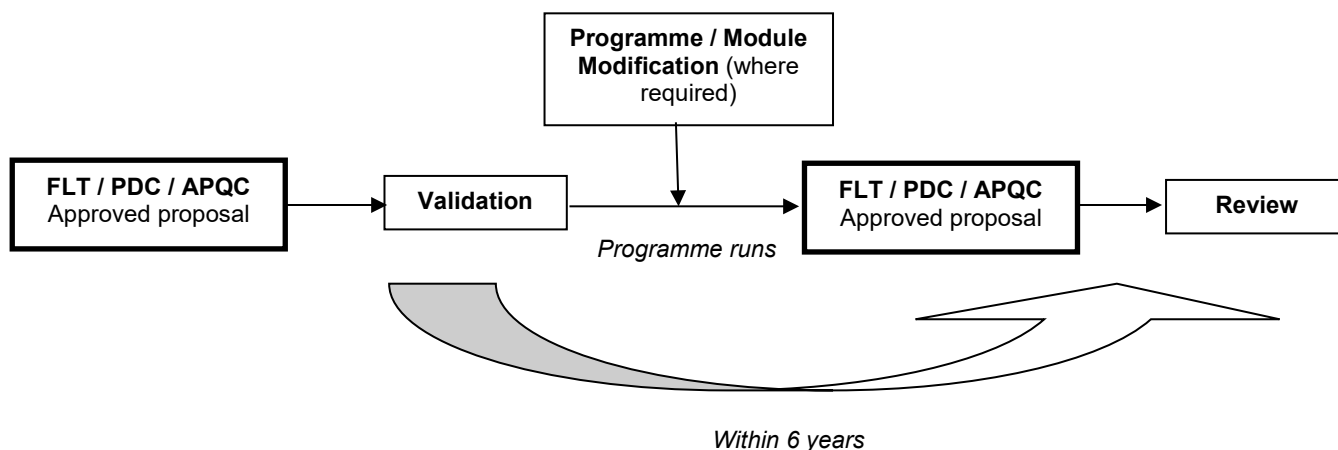 Programme / Module
Modification (where
required)
FLT / PDC / APQC
Approved proposal
Validation
Programme runs
FLT / PDC / APQC
Approved proposal
Review
Within 6 years